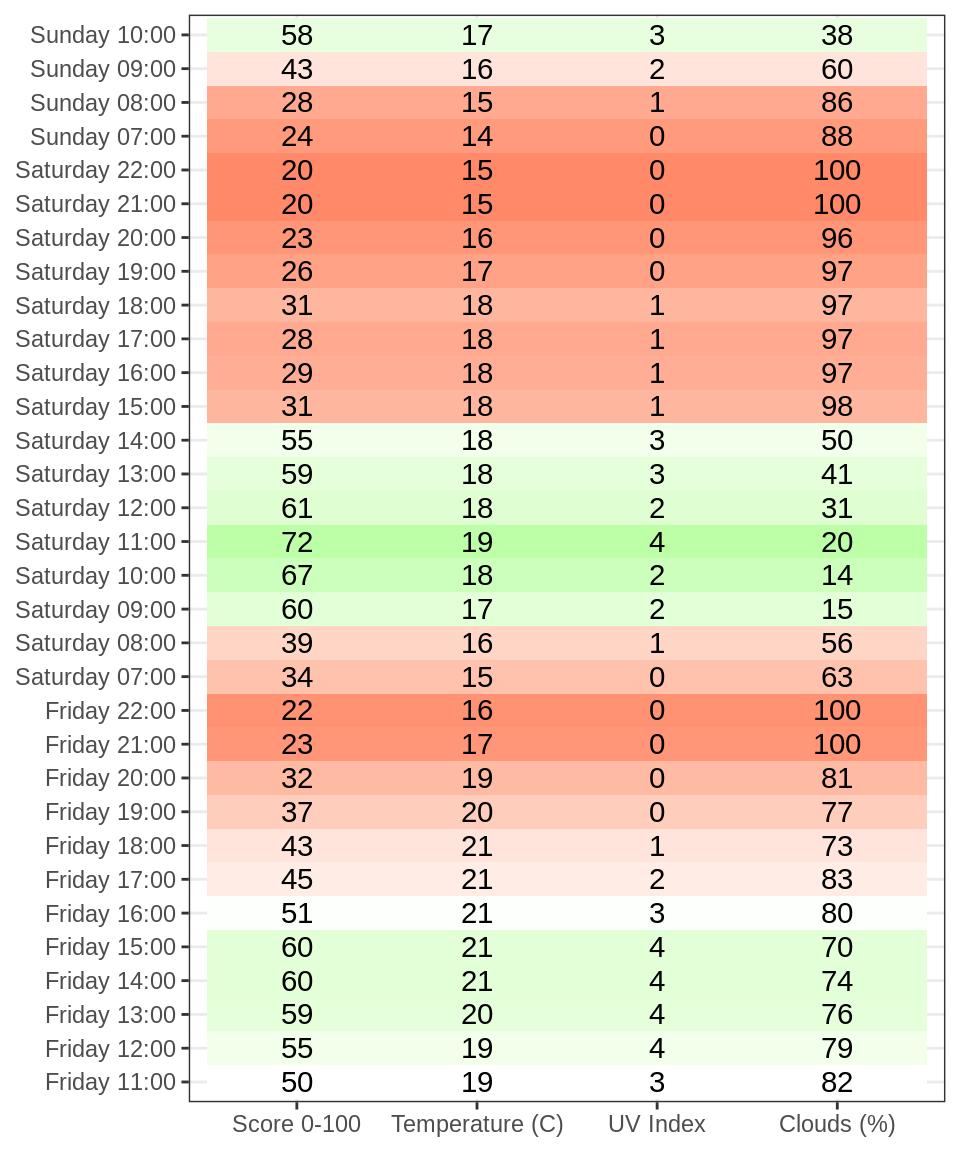 Sunday 10:00 58 17 3 38
Sunday 09:00 43 16 2 60
Sunday 08:00 28 15 1 86
Sunday 07:00 24 14 0 88
Saturday 22:00 20 15 0 100
Saturday 21:00 20 15 0 100
Saturday 20:00 23 16 0 96
Saturday 19:00 26 17 0 97
Saturday 18:00 31 18 1 97
Saturday 17:00 28 18 1 97
Saturday 16:00 29 18 1 97
Saturday 15:00 31 18 1 98
Saturday 14:00 55 18 3 50
Saturday 13:00 59 18 3 41
Saturday 12:00 61 18 2 31
Saturday 11:00 72 19 4 20
Saturday 10:00 67 18 2 14
Saturday 09:00 60 17 2 15
Saturday 08:00 39 16 1 56
Saturday 07:00 34 15 0 63
Friday 22:00 22 16 0 100
Friday 21:00 23 17 0 100
Friday 20:00 32 19 0 81
Friday 19:00 37 20 0 77
Friday 18:00 43 21 1 73
Friday 17:00 45 21 2 83
Friday 16:00 51 21 3 80
Friday 15:00 60 21 4 70
Friday 14:00 60 21 4 74
Friday 13:00 59 20 4 76
Friday 12:00 55 19 4 79
Friday 11:00 50 19 3 82
Score 0-100 Temperature (C) UV Index Clouds (%)